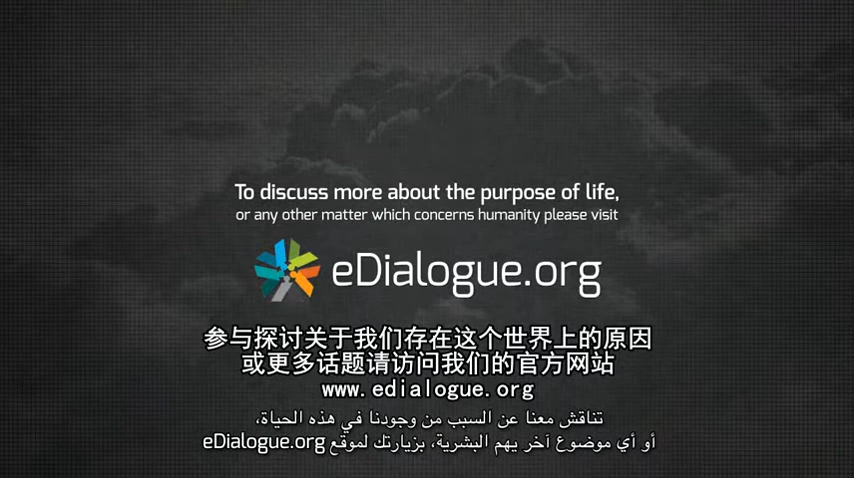 To discuss more about the purpose of life,
or any other matter which concerns humanity please visit
eDialogue.org
参与探讨关于我们存在这个世界上的原因
或更多话题请访问我们的官方网站
www.edialogue.org
تناقش معنا عن السبب من وجودنا في هذه الحياة،
أو أي موضوع آخر يهم البشرية، بزيارتك لموقع eDialogue.org